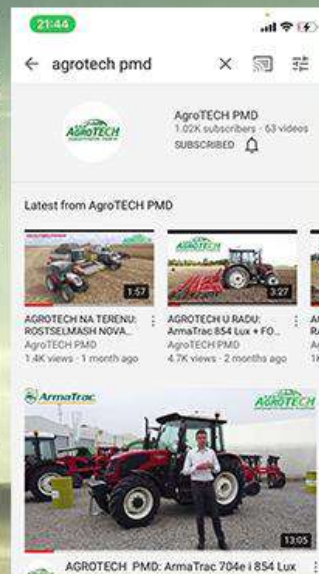 21:44
agrotech pmd
AGROTECH
AgroTECH PMD
1.02K subscribers · 63 videos
SUBSCRIBED
Latest from AgroTECH PMD
1:57
AGROTECH
3:27
AGROTECH NA TERENU:
ROSTSELMASH NOVA...
AgroTECH PMD
1.4K views · 1 month ago
AGROTECH U RADU:
ArmaTrac 854 Lux + FO...
AgroTECH PMD
4.7K views · 2 months ago
ArmaTrac
AGROTECH
13:05
AGROTECH PMD: ArmaTrac 704e i 854 Lux